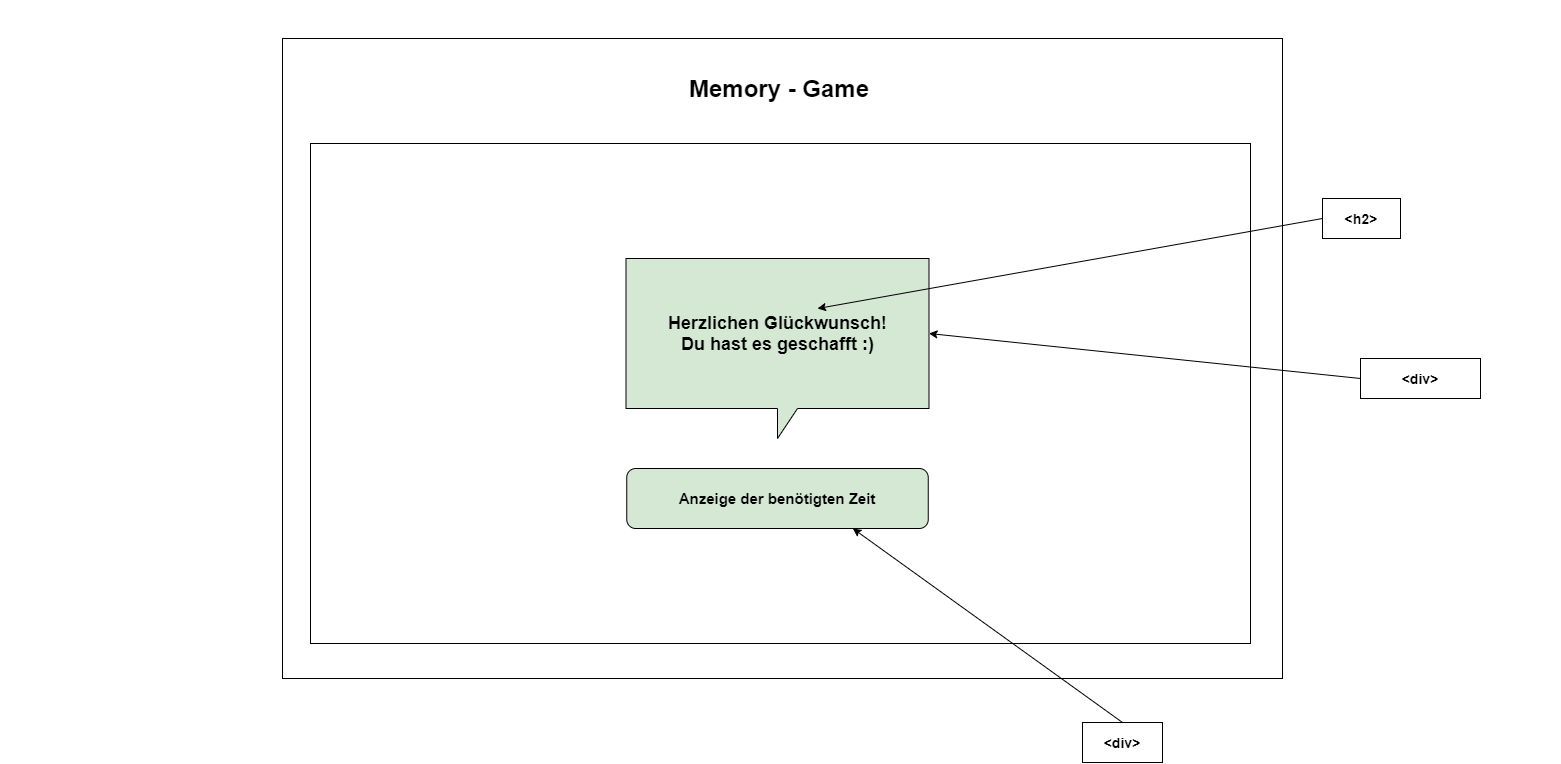 Memory - Game
<h2>
Herzlichen Glückwunsch!
Du hast es geschafft :)
<div>
Anzeige der benötigten Zeit
<div>